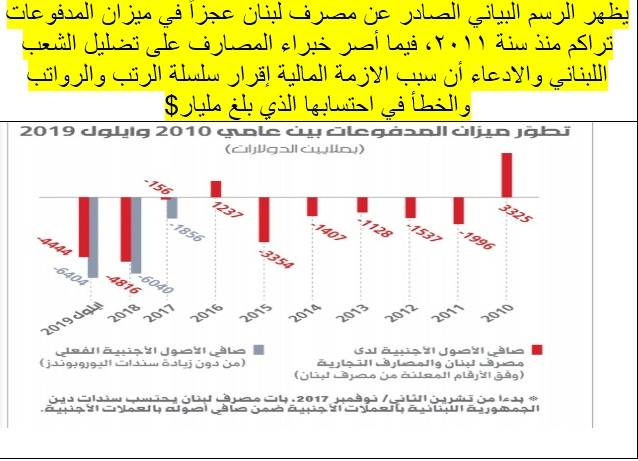 يظهر الرسم البياني الصادر عن مصرف لبنان عجزاً في ميزان المدفوعات
تراكم منذ سنة ٢٠١١، فيما أصر خبراء المصارف على تضليل الشعب
اللبناني والادعاء أن سبب الازمة المالية إقرار سلسلة الرتب والرواتب
والخطأ في احتسابها الذي بلغ مليار$
تطوّر ميزان المدفوعات بين عامي 2010 وايلول 2019
(بملايين الدولارات)
-4444
-6404
-4816
-6040
-156
-1856
1237
-3354
-1407
-1128
-1537
-1996
3325
ايلول 2019
2018
2017
2016
2015
2014
2013
2012
2011
2010
صافي الأصول الأجنبية لدى
مصرف لبنان والمصارف التجارية
(وفق الأرقام المعلنة من مصرف لبنان)
صافي الأصول الأجنبية الفعلي
(من دون زيادة سندات اليوروبوندز)
* بدءا من تشرين الثاني/ نوفمبر 2017، بات مصرف لبنان يحتسب سندات دين
الجمهورية اللبنانية بالعملات الأجنبية ضمن صافي أصوله بالعملات الأجنبية.